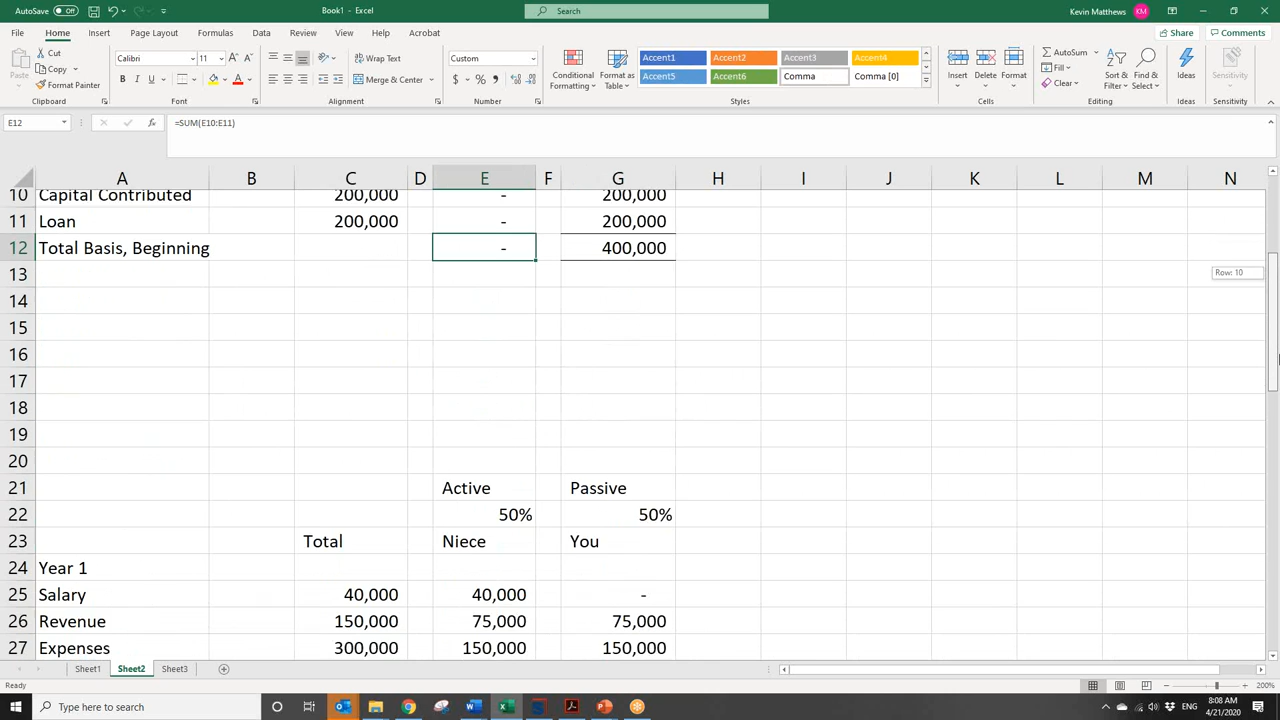 AutoSave Off Book1 - Excel Search Kevin Matthews KM
File Home Insert Page Layout Formulas Data Review View Help Acrobat Share Comments
Paste Cut Copy Format Painter Clipboard
Calibri 11 A A B I U A Font
Wrap Text Merge & Center Alignment
Custom $ % , Number
Conditional Formatting Format as Table Accent1 Accent2 Accent3 Accent4 Accent5 Accent6 Comma Comma [0] Styles
Insert Delete Format Cells
AutoSum Fill Clear Sort & Filter Find & Select Editing
Ideas Ideas
Sensitivity Sensitivity
E12 fx =SUM(E10:E11)
A B C D E F G H I J K L M N
10 Capital Contributed 200,000 - 200,000
11 Loan 200,000 - 200,000
12 Total Basis, Beginning - 400,000
13 Row: 10
14
15
16
17
18
19
20
21 Active Passive
22 50% 50%
23 Total Niece You
24 Year 1
25 Salary 40,000 40,000 -
26 Revenue 150,000 75,000 75,000
27 Expenses 300,000 150,000 150,000
Sheet1 Sheet2 Sheet3
Ready 200%
Type here to search 8:08 AM
4/21/2020